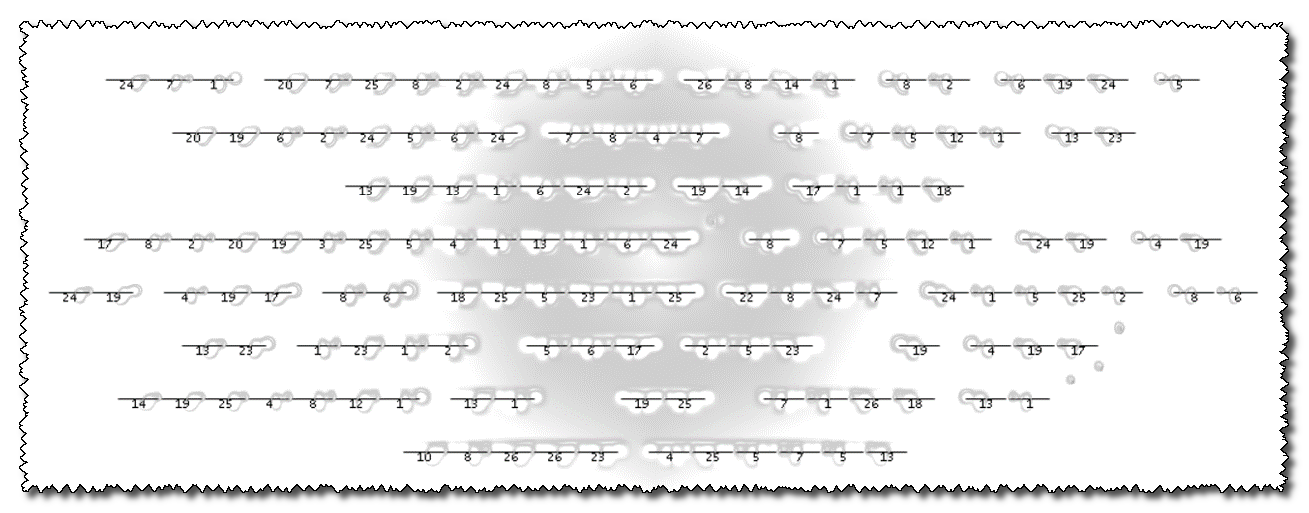 24 7 1 20 7 25 8 2 24 8 5 6 26 8 14 1 8 2 6 19 24 5
20 19 6 2 24 5 6 24 7 8 4 7 8 7 5 12 1 13 23
13 19 13 1 6 24 2 19 14 17 1 1 18
17 8 2 20 19 3 25 5 4 1 13 1 6 24 8 7 5 12 1 24 19 4 19
24 19 4 19 17 8 6 18 25 5 23 1 25 22 8 24 7 24 1 5 25 2 8 6
13 23 1 23 1 2 5 6 17 2 5 23 19 4 19 17
14 19 25 4 8 12 1 13 1 19 25 7 1 26 18 13 1
10 8 26 26 23 4 25 5 7 5 13